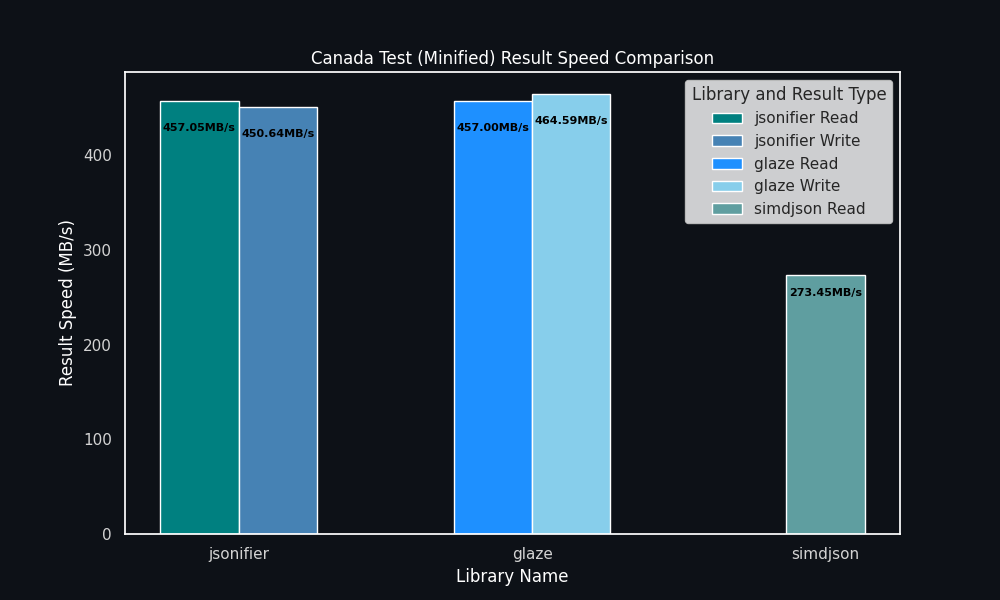 Canada Test (Minified) Result Speed Comparison
Library and Result Type
jsonifier Read
jsonifier Write
glaze Read
glaze Write
simdjson Read
457.05MB/s
450.64MB/s
457.00MB/s
464.59MB/s
273.45MB/s
Result Speed (MB/s)
400
300
200
100
0
jsonifier
glaze
simdjson
Library Name